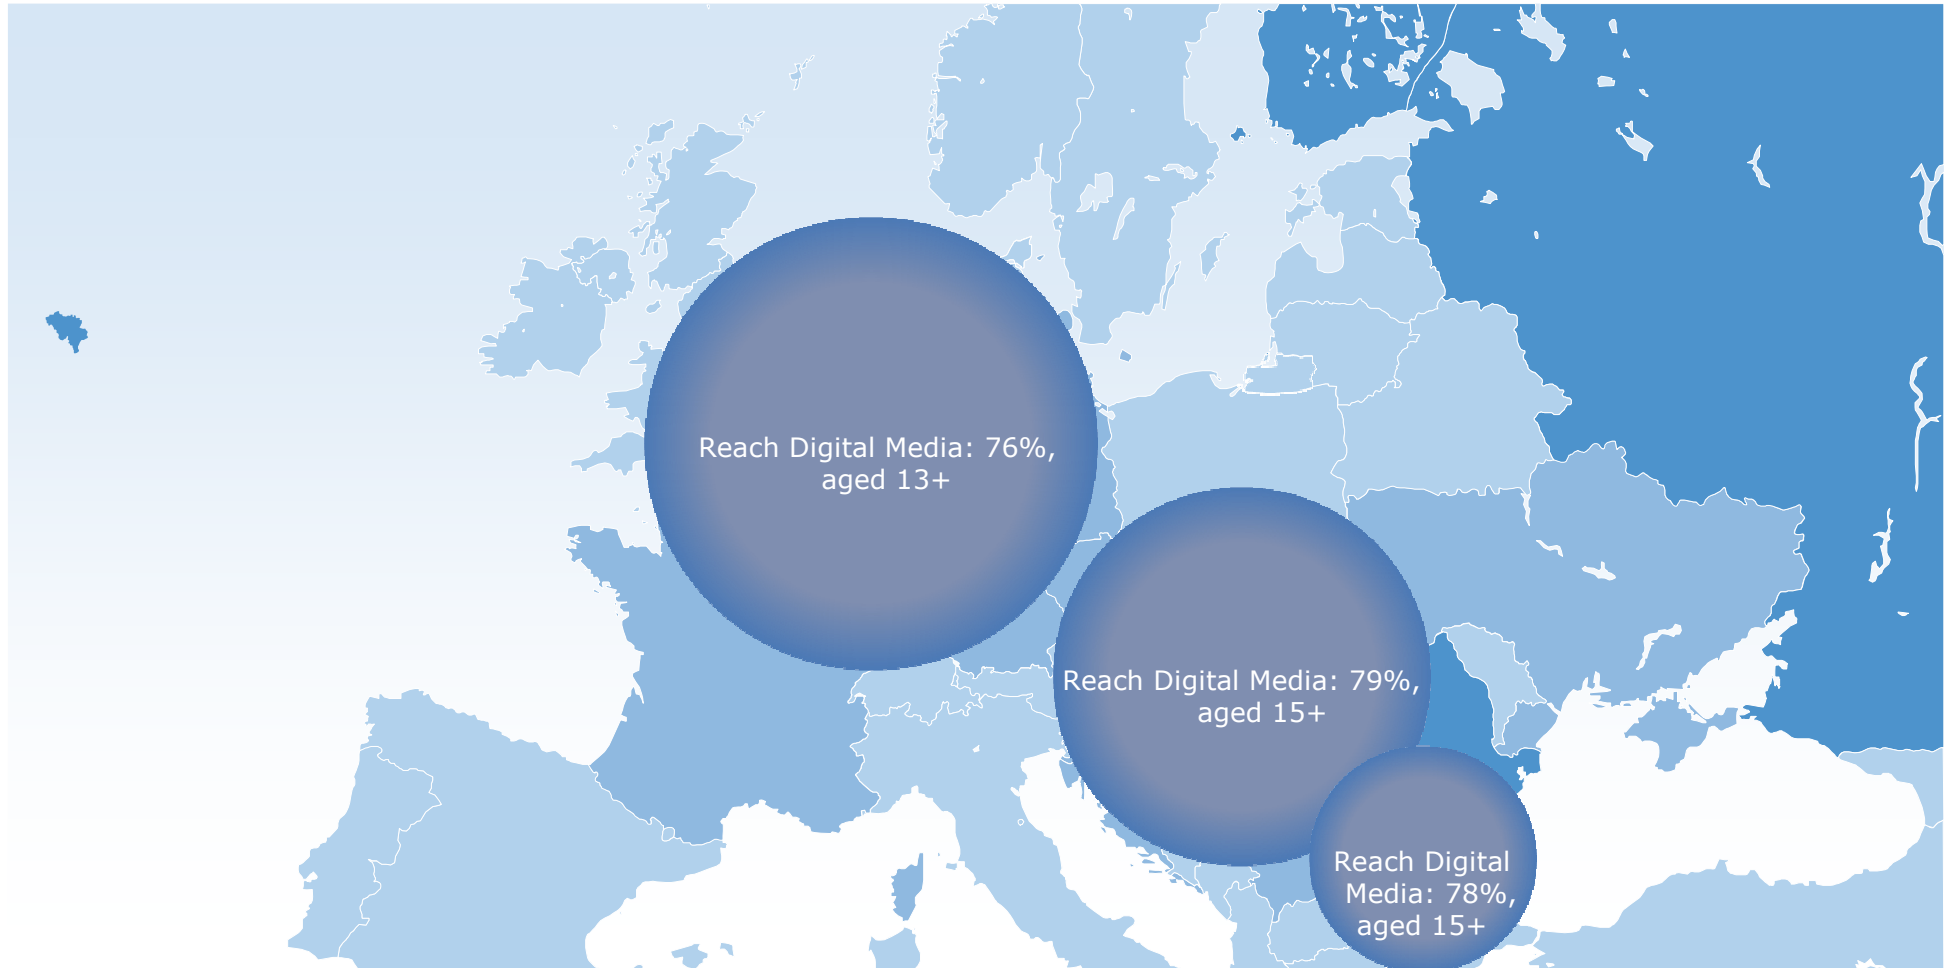 Reach Digital Media: 76%,
aged 13+
Reach Digital Media: 79%,
aged 15+
Reach Digital
Media: 78%,
aged 15+